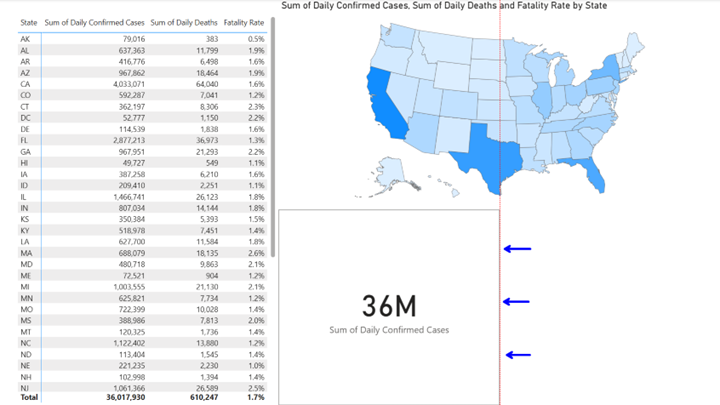 Sum of Daily Confirmed Cases, Sum of Daily Deaths and Fatality Rate by State
State Sum of Daily Confirmed Cases Sum of Daily Deaths Fatality Rate
AK 79,016 383 0.5%
AL 637,363 11,799 1.9%
AR 416,776 6,498 1.6%
AZ 967,862 18,464 1.9%
CA 4,033,071 64,040 1.6%
CO 592,287 7,041 1.2%
CT 362,197 8,306 2.3%
DC 52,777 1,150 2.2%
DE 114,539 1,838 1.6%
FL 2,877,213 36,973 1.3%
GA 967,951 21,293 2.2%
HI 49,727 549 1.1%
IA 387,258 6,210 1.6%
ID 209,410 2,251 1.1%
IL 1,466,741 26,123 1.8%
IN 807,034 14,144 1.8%
KS 350,384 5,393 1.5%
KY 518,978 7,451 1.4%
LA 627,700 11,584 1.8%
MA 688,079 18,135 2.6%
MD 480,718 9,863 2.1%
ME 72,521 904 1.2%
MI 1,003,555 21,130 2.1%
MN 625,821 7,734 1.2%
MO 722,399 10,028 1.4%
MS 388,986 7,813 2.0%
MT 120,325 1,736 1.4%
NC 1,122,402 13,880 1.2%
ND 113,404 1,545 1.4%
NE 221,235 2,230 1.0%
NH 102,998 1,394 1.4%
NJ 1,061,366 26,589 2.5%
Total 36,017,930 610,247 1.7%
36M
Sum of Daily Confirmed Cases